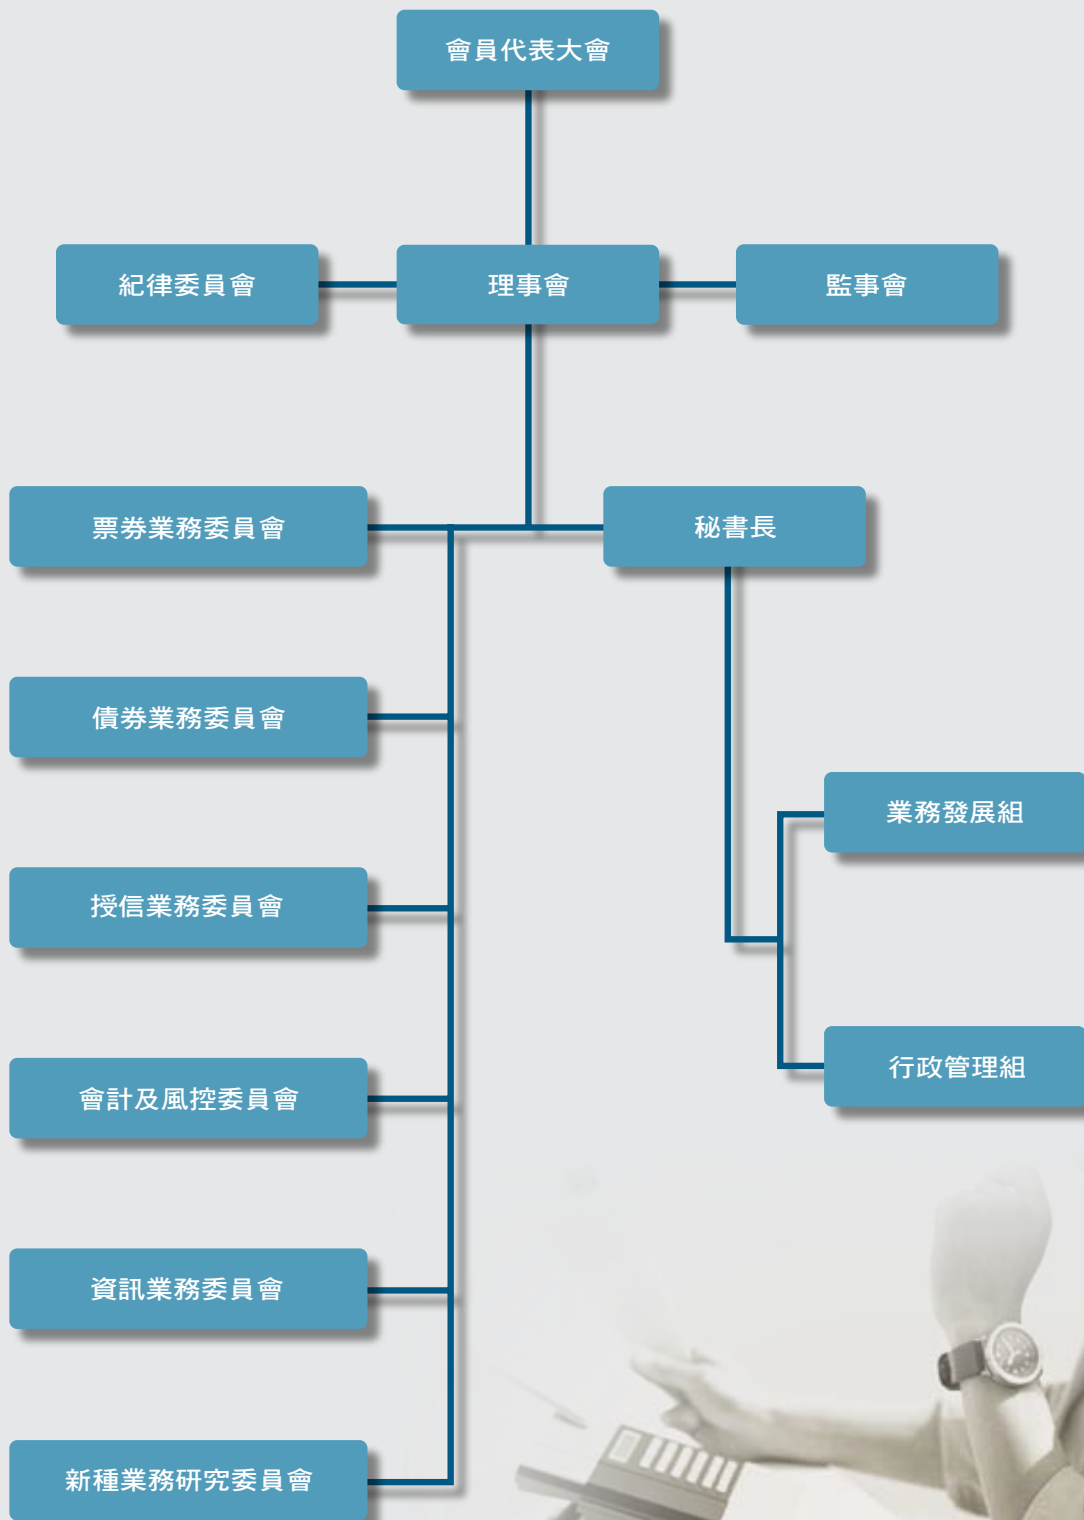 會員代表大會
紀律委員會
理事會
監事會
票券業務委員會
秘書長
債券業務委員會
業務發展組
授信業務委員會
行政管理組
會計及風控委員會
資訊業務委員會
新種業務研究委員會